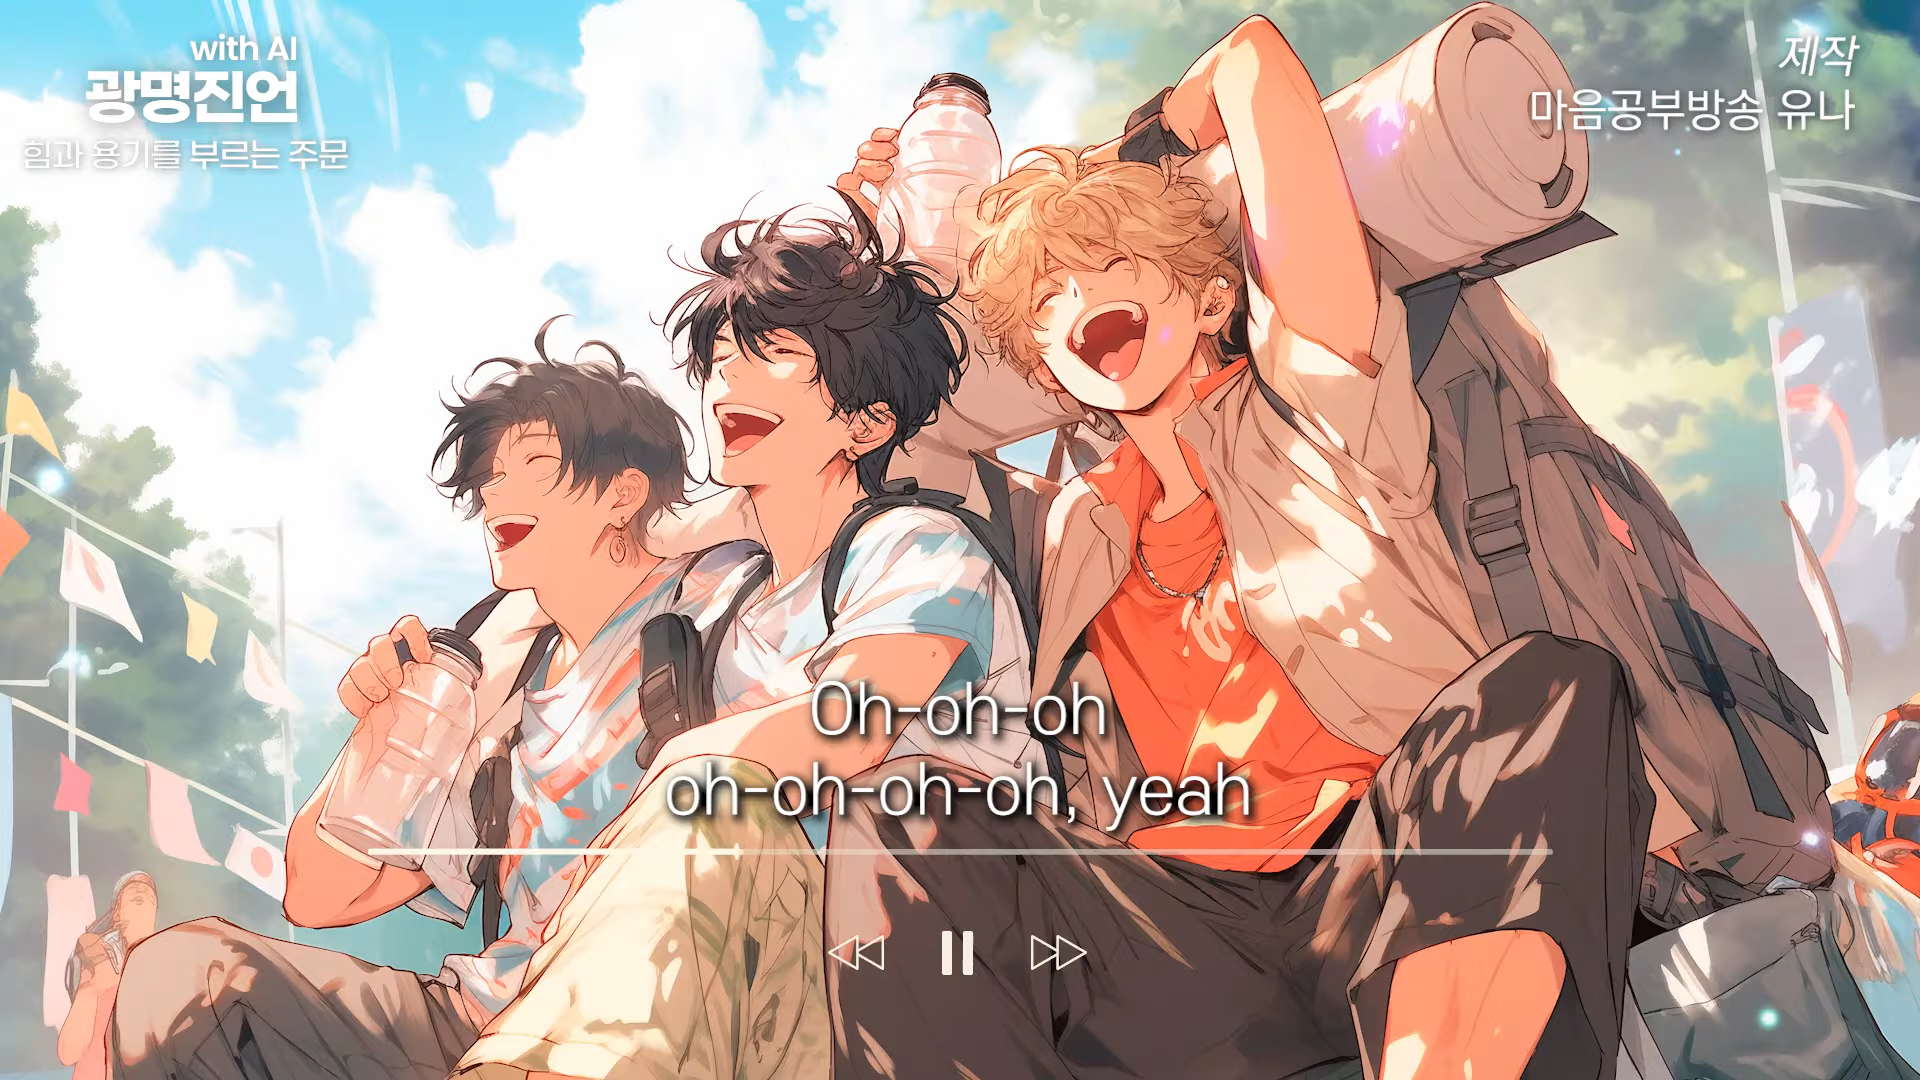 with AI
광명진언
힘과 용기를 부르는 주문
제작
마음공부방송 유나
Oh-oh-oh
oh-oh-oh-oh, yeah